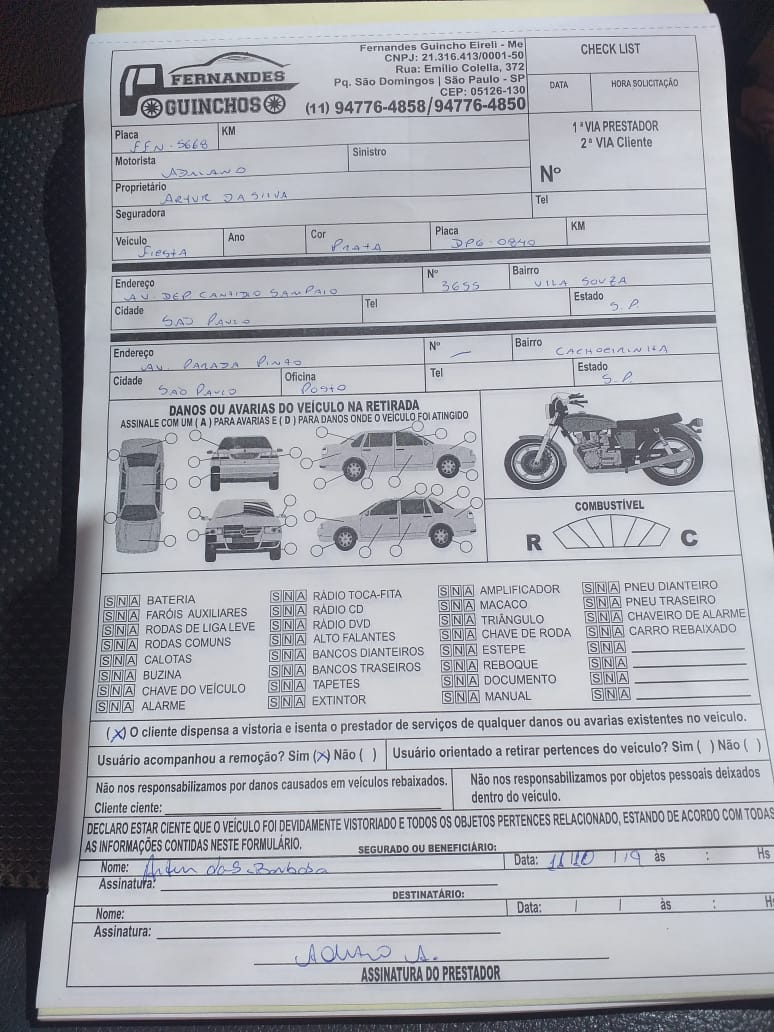 FERNANDES
GUINCHOS
Fernandes Guincho Eireli - Me
CNPJ: 21.316.413/0001-50
Rua: Emilio Colella, 372
Pq. São Domingos | São Paulo - SP
CEP: 05126-130
(11) 94776-4858/94776-4850
CHECK LIST
DATA HORA SOLICITAÇÃO
1ª VIA PRESTADOR
2ª VIA Cliente
Nº
Placa FFN-5668 KM
Motorista ADRIANO Sinistro
Proprietário ARTUR DA SILVA Tel
Seguradora
Veiculo FIESTA Ano Cor PRATA Placa DPG-0840 KM
Endereço AV. DEP CANTIDIO SAMPAIO Nº 3655 Bairro VILA SOUZA
Cidade SAO PAULO Tel Estado S.P.
Endereço AV. PARADA PINTO Nº — Bairro CACHOEIRINHA
Cidade SAO PAULO Oficina POSTO Tel Estado S.P.
DANOS OU AVARIAS DO VEÍCULO NA RETIRADA
ASSINALE COM UM ( A ) PARA AVARIAS E ( D ) PARA DANOS ONDE O VEÍCULO FOI ATINGIDO
COMBUSTÍVEL
R C
S N A BATERIA
S N A FARÓIS AUXILIARES
S N A RODAS DE LIGA LEVE
S N A RODAS COMUNS
S N A CALOTAS
S N A BUZINA
S N A CHAVE DO VEÍCULO
S N A ALARME
S N A RÁDIO TOCA-FITA
S N A RÁDIO CD
S N A RÁDIO DVD
S N A ALTO FALANTES
S N A BANCOS DIANTEIROS
S N A BANCOS TRASEIROS
S N A TAPETES
S N A EXTINTOR
S N A AMPLIFICADOR
S N A MACACO
S N A TRIÂNGULO
S N A CHAVE DE RODA
S N A ESTEPE
S N A REBOQUE
S N A DOCUMENTO
S N A MANUAL
S N A PNEU DIANTEIRO
S N A PNEU TRASEIRO
S N A CHAVEIRO DE ALARME
S N A CARRO REBAIXADO
S N A
S N A
S N A
S N A
(X) O cliente dispensa a vistoria e isenta o prestador de serviços de qualquer danos ou avarias existentes no veículo.
Usuário acompanhou a remoção? Sim (X) Não ( ) Usuário orientado a retirar pertences do veículo? Sim ( ) Não ( )
Não nos responsabilizamos por danos causados em veículos rebaixados.
Cliente ciente:
Não nos responsabilizamos por objetos pessoais deixados
dentro do veículo.
DECLARO ESTAR CIENTE QUE O VEÍCULO FOI DEVIDAMENTE VISTORIADO E TODOS OS OBJETOS PERTENCES RELACIONADO, ESTANDO DE ACORDO COM TODAS
AS INFORMAÇÕES CONTIDAS NESTE FORMULÁRIO.
SEGURADO OU BENEFICIÁRIO:
Nome: Artur da S. Barbosa Data: 11/10/19 às : Hs
Assinatura:
DESTINATÁRIO:
Nome: Data: / / às : Hs
Assinatura:
ASSINATURA DO PRESTADOR